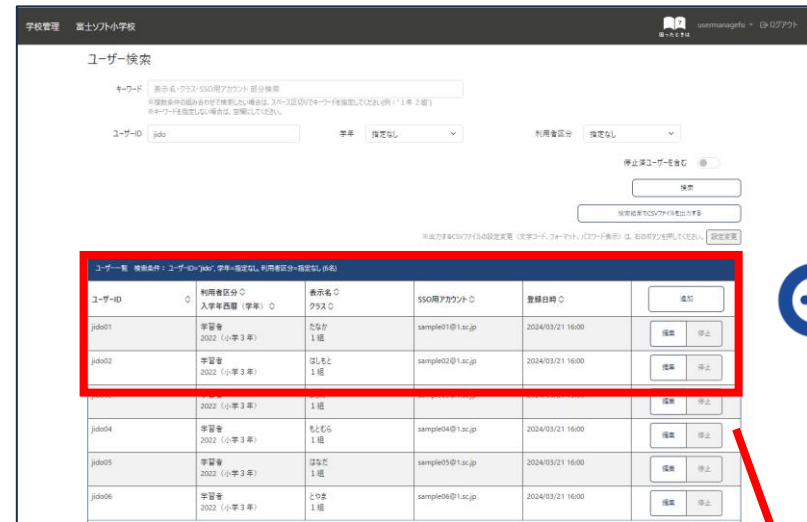 学校管理 富士ソフト小学校
困ったときは usermanagefu ログアウト
ユーザー検索
キーワード 表示名・クラス・SSO用アカウント 部分検索
※複数条件の組み合わせで検索したい場合は、スペース区切りでキーワードを指定してください(例:"1年 2組")
※キーワードを指定しない場合は、空欄にしてください。
ユーザーID jido 学年 指定なし 利用者区分 指定なし
停止済ユーザーを含む
検索
検索結果でCSVファイルを出力する
※出力するCSVファイルの設定変更（文字コード、フォーマット、パスワード表示）は、右のボタンを押してください。 設定変更
ユーザー一覧 検索条件： ユーザーID="jido", 学年=指定なし, 利用者区分=指定なし (6名)
ユーザーID 利用者区分 表示名 SSO用アカウント 登録日時 追加
入学年西暦（学年） クラス
jido01 学習者 たなか sample01@1.sc.jp 2024/03/21 16:00 編集 停止
2022（小学3年） 1組
jido02 学習者 はしもと sample02@1.sc.jp 2024/03/21 16:00 編集 停止
2022（小学3年） 1組
2022（小学3年） 1組 編集 停止
jido04 学習者 もとむら sample04@1.sc.jp 2024/03/21 16:00 編集 停止
2022（小学3年） 1組
jido05 学習者 はなだ sample05@1.sc.jp 2024/03/21 16:00 編集 停止
2022（小学3年） 1組
jido06 学習者 とやま sample06@1.sc.jp 2024/03/21 16:00 編集 停止
2022（小学3年） 1組